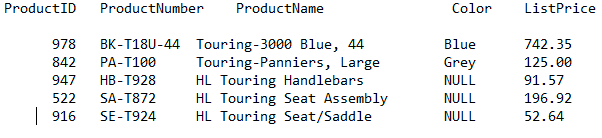 ProductID ProductNumber ProductName Color ListPrice
978 BK-T18U-44 Touring-3000 Blue, 44 Blue 742.35
842 PA-T100 Touring-Panniers, Large Grey 125.00
947 HB-T928 HL Touring Handlebars NULL 91.57
522 SA-T872 HL Touring Seat Assembly NULL 196.92
916 SE-T924 HL Touring Seat/Saddle NULL 52.64